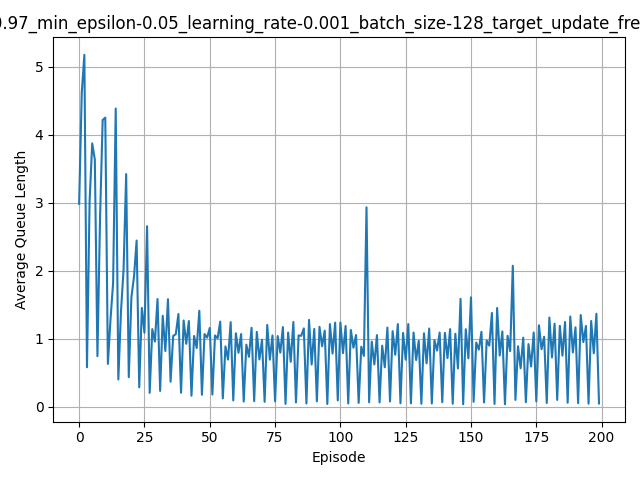 0.97_min_epsilon-0.05_learning_rate-0.001_batch_size-128_target_update_fre
5
4
3
2
1
0
Average Queue Length
0 25 50 75 100 125 150 175 200
Episode